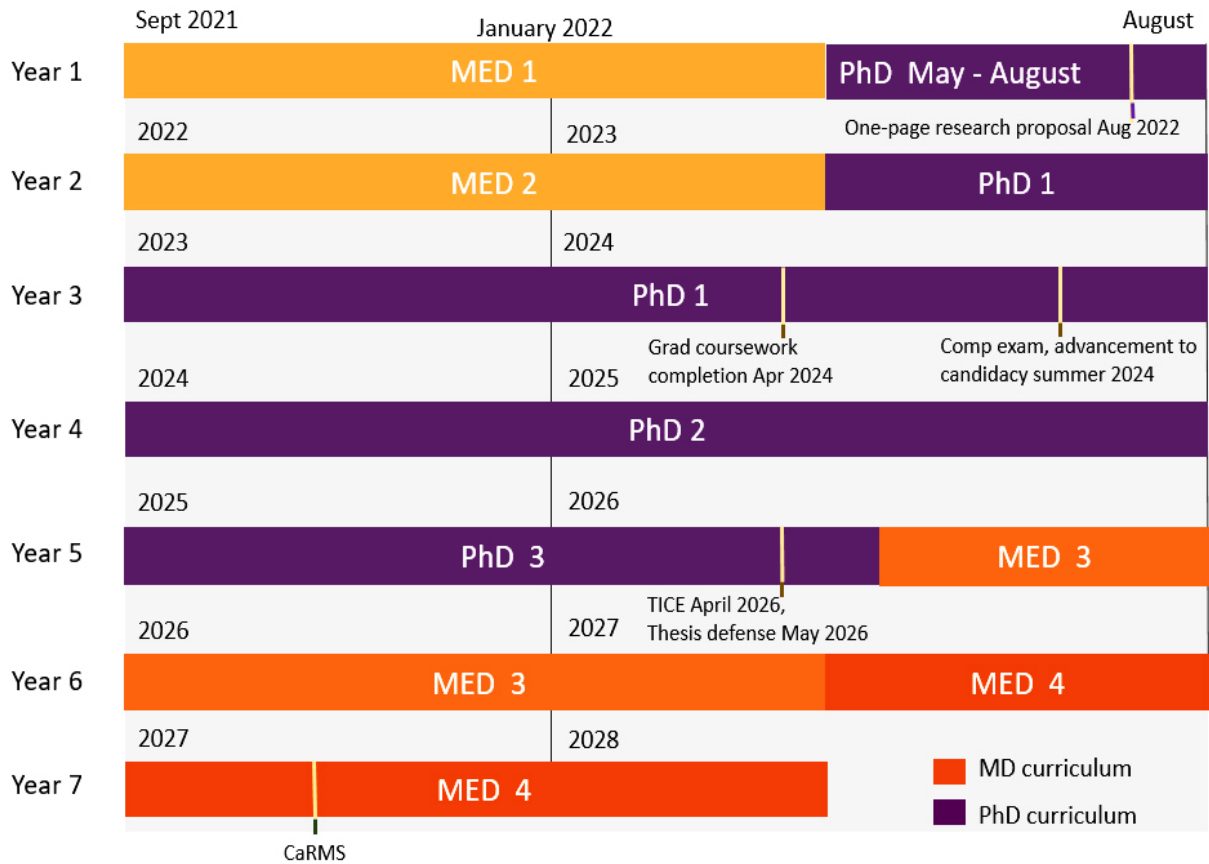 Sept 2021
January 2022
August
Year 1
MED 1
PhD May - August
2022
2023
One-page research proposal Aug 2022
Year 2
MED 2
PhD 1
2023
2024
Year 3
PhD 1
Grad coursework
completion Apr 2024
Comp exam, advancement to
candidacy summer 2024
2024
2025
Year 4
PhD 2
2025
2026
Year 5
PhD 3
MED 3
TICE April 2026,
Thesis defense May 2026
2026
2027
Year 6
MED 3
MED 4
2027
2028
Year 7
MED 4
MD curriculum
PhD curriculum
CaRMS